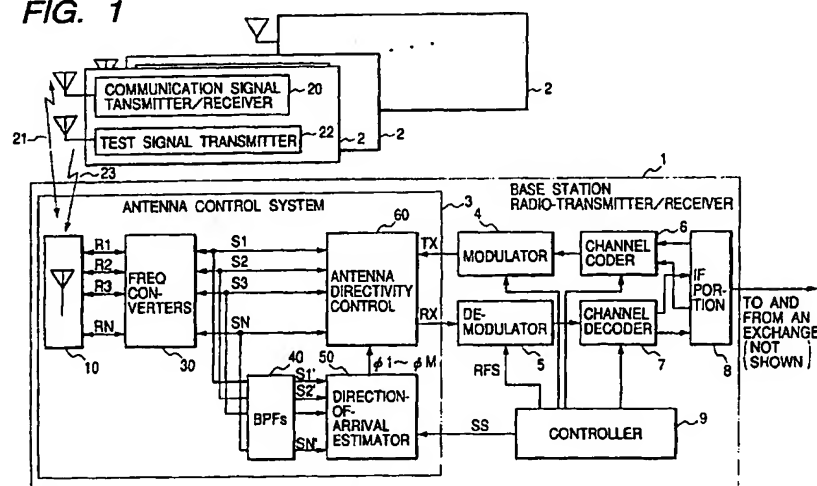 FIG. 1
. . .
COMMUNICATION SIGNAL
TANSMITTER/RECEIVER
20
2
TEST SIGNAL TRANSMITTER
22
2
2
21
23
1
ANTENNA CONTROL SYSTEM
3
BASE STATION
RADIO-TRANSMITTER/RECEIVER
60
4
6
R1
R2
R3
RN
FREQ
CON-
VERTERS
S1
S2
S3
SN
ANTENNA
DIRECTIVITY
CONTROL
TX
MODULATOR
CHANNEL
CODER
IF
POR-
TION
RX
DE-
MODULATOR
CHANNEL
DECODER
TO AND
FROM AN
EXCHANGE
(NOT
SHOWN)
10
30
40
50
φ1~φM
5
7
8
RFS
BPFs
S1'
S2'
SN'
DIRECTION-
OF-
ARRIVAL
ESTIMATOR
SS
CONTROLLER
9